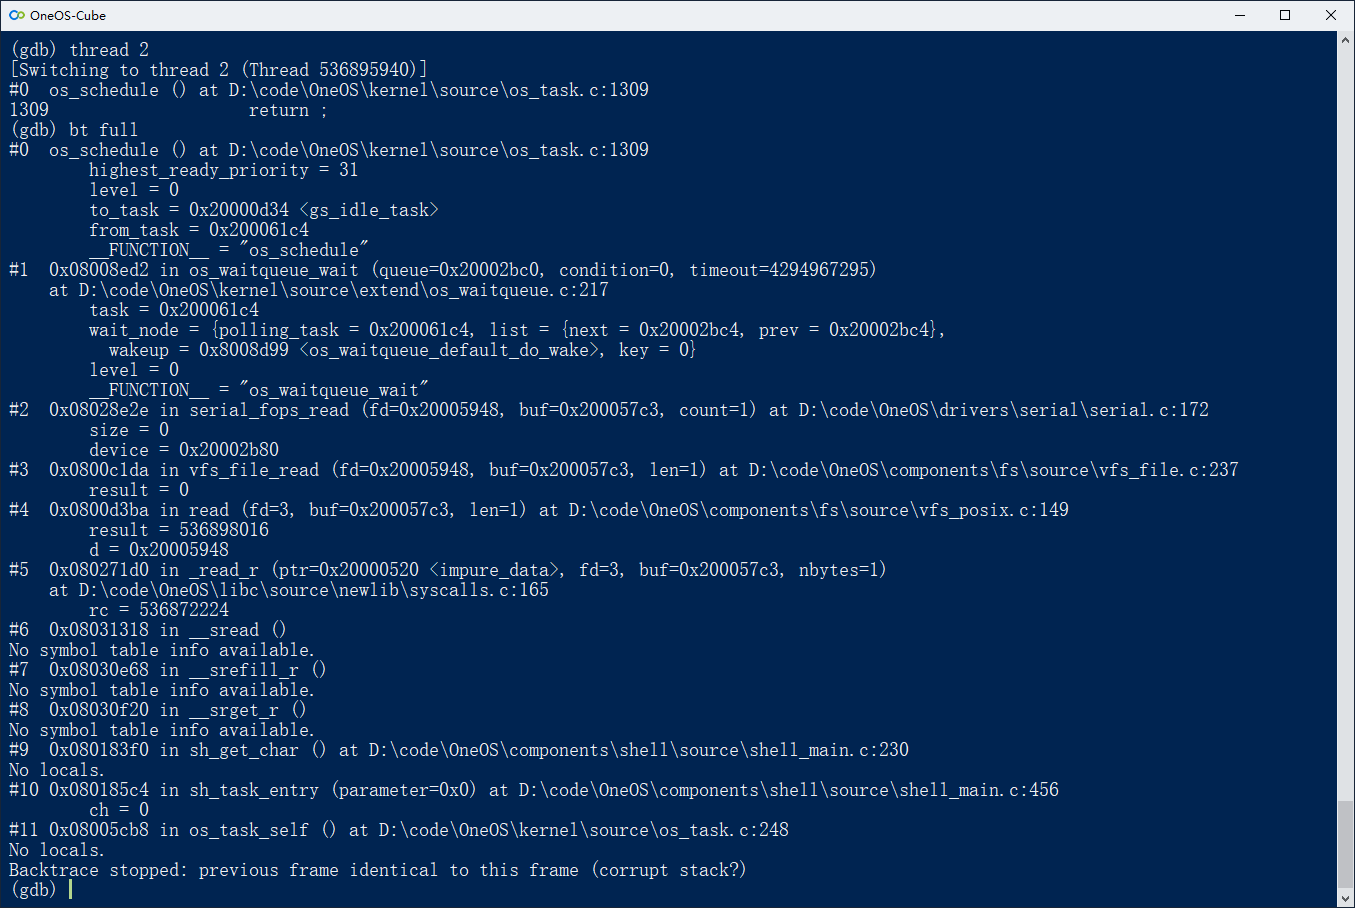 OneOS-Cube
(gdb) thread 2
[Switching to thread 2 (Thread 536895940)]
#0  os_schedule () at D:\code\OneOS\kernel\source\os_task.c:1309
1309                    return ;
(gdb) bt full
#0  os_schedule () at D:\code\OneOS\kernel\source\os_task.c:1309
        highest_ready_priority = 31
        level = 0
        to_task = 0x20000d34 <gs_idle_task>
        from_task = 0x200061c4
        __FUNCTION__ = "os_schedule"
#1  0x08008ed2 in os_waitqueue_wait (queue=0x20002bc0, condition=0, timeout=4294967295)
    at D:\code\OneOS\kernel\source\extend\os_waitqueue.c:217
        task = 0x200061c4
        wait_node = {polling_task = 0x200061c4, list = {next = 0x20002bc4, prev = 0x20002bc4},
          wakeup = 0x8008d99 <os_waitqueue_default_do_wake>, key = 0}
        level = 0
        __FUNCTION__ = "os_waitqueue_wait"
#2  0x08028e2e in serial_fops_read (fd=0x20005948, buf=0x200057c3, count=1) at D:\code\OneOS\drivers\serial\serial.c:172
        size = 0
        device = 0x20002b80
#3  0x0800c1da in vfs_file_read (fd=0x20005948, buf=0x200057c3, len=1) at D:\code\OneOS\components\fs\source\vfs_file.c:237
        result = 0
#4  0x0800d3ba in read (fd=3, buf=0x200057c3, len=1) at D:\code\OneOS\components\fs\source\vfs_posix.c:149
        result = 536898016
        d = 0x20005948
#5  0x080271d0 in _read_r (ptr=0x20000520 <impure_data>, fd=3, buf=0x200057c3, nbytes=1)
    at D:\code\OneOS\libc\source\newlib\syscalls.c:165
        rc = 536872224
#6  0x08031318 in __sread ()
No symbol table info available.
#7  0x08030e68 in __srefill_r ()
No symbol table info available.
#8  0x08030f20 in __srget_r ()
No symbol table info available.
#9  0x080183f0 in sh_get_char () at D:\code\OneOS\components\shell\source\shell_main.c:230
No locals.
#10 0x080185c4 in sh_task_entry (parameter=0x0) at D:\code\OneOS\components\shell\source\shell_main.c:456
        ch = 0
#11 0x08005cb8 in os_task_self () at D:\code\OneOS\kernel\source\os_task.c:248
No locals.
Backtrace stopped: previous frame identical to this frame (corrupt stack?)
(gdb)